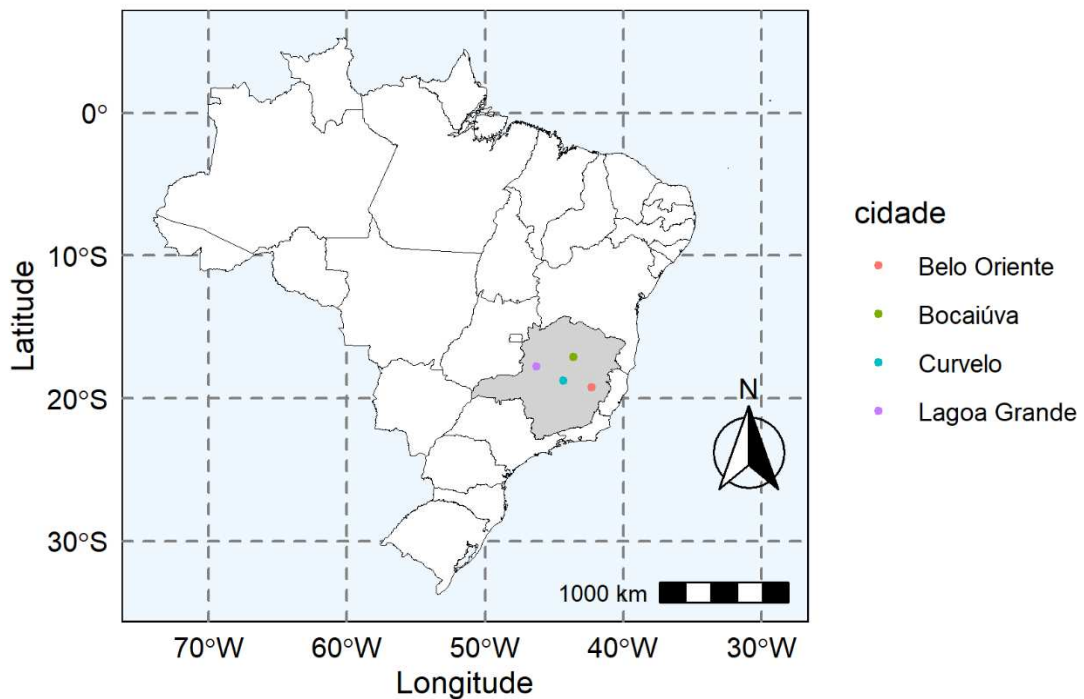 0°
10°S
20°S
30°S
Latitude
70°W 60°W 50°W 40°W 30°W
Longitude
N
1000 km
cidade
Belo Oriente
Bocaiúva
Curvelo
Lagoa Grande